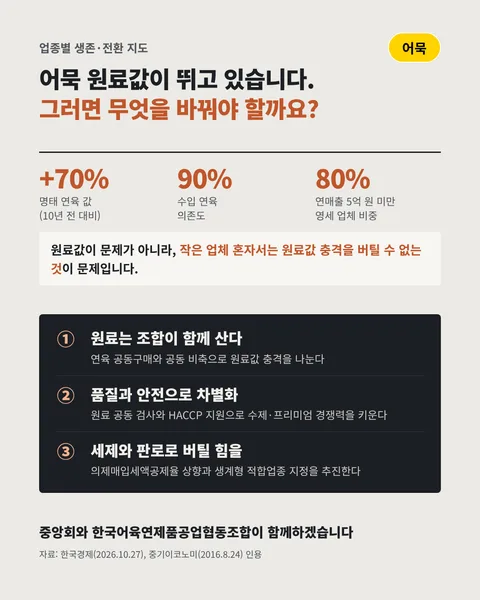 업종별 생존·전환 지도
어묵
어묵 원료값이 뛰고 있습니다.
그러면 무엇을 바꿔야 할까요?
+70%
명태 연육 값
(10년 전 대비)
90%
수입 연육
의존도
80%
연매출 5억 원 미만
영세 업체 비중
원료값이 문제가 아니라, 작은 업체 혼자서는 원료값 충격을 버틸 수 없는
것이 문제입니다.
1
원료는 조합이 함께 산다
연육 공동구매와 공동 비축으로 원료값 충격을 나눈다
2
품질과 안전으로 차별화
원료 공동 검사와 HACCP 지원으로 수제·프리미엄 경쟁력을 키운다
3
세제와 판로로 버틸 힘을
의제매입세액공제율 상향과 생계형 적합업종 지정을 추진한다
중앙회와 한국어육연제품공업협동조합이 함께하겠습니다
자료: 한국경제(2026.10.27), 중기이코노미(2016.8.24) 인용